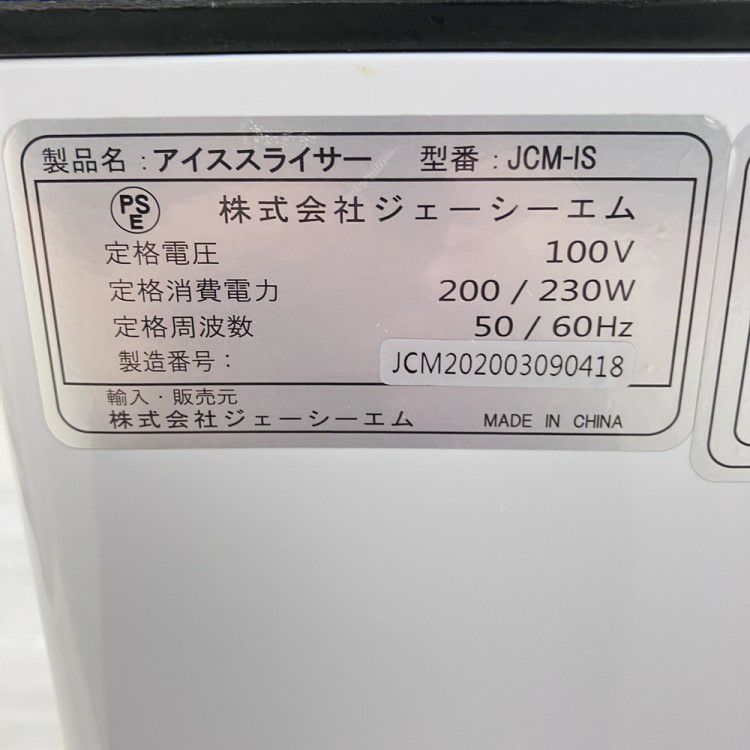 製品名：アイススライサー 型番：JCM-IS
PSE 株式会社ジェーシーエム
定格電圧 100V
定格消費電力 200 / 230W
定格周波数 50 / 60Hz
製造番号： JCM202003090418
輸入・販売元
株式会社ジェーシーエム MADE IN CHINA